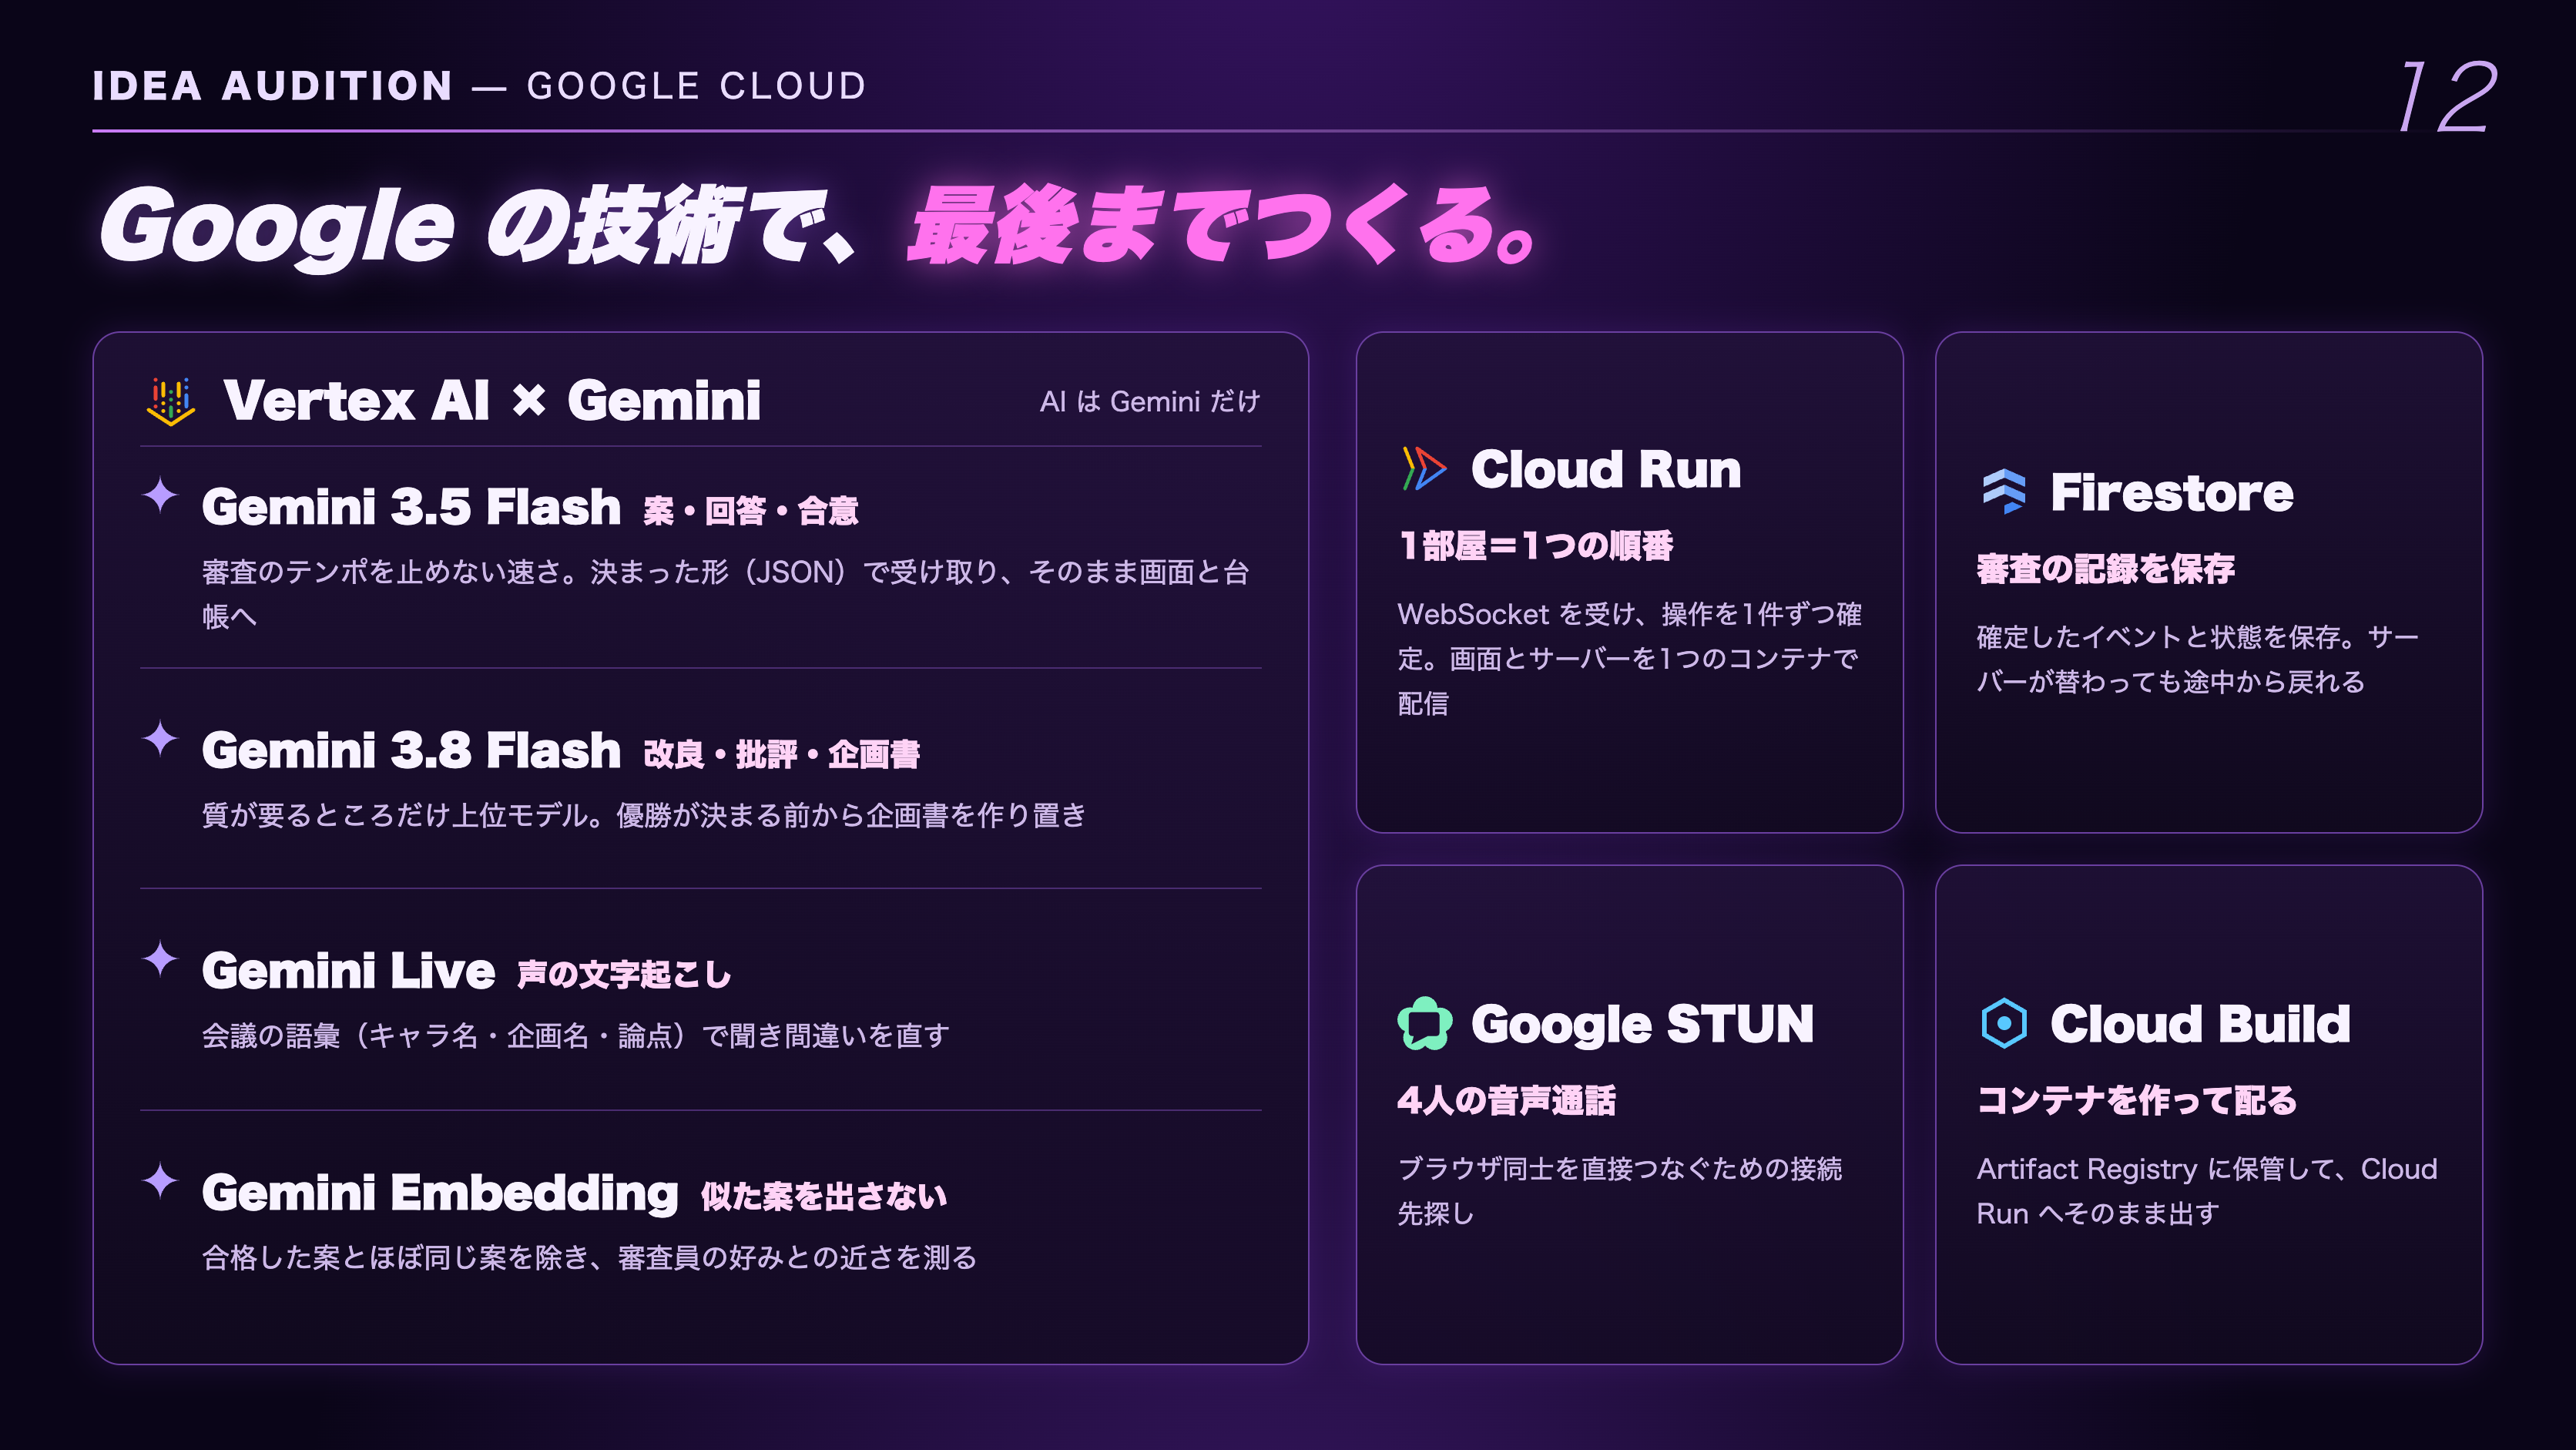 IDEA AUDITION — GOOGLE CLOUD
12
Google の技術で、最後までつくる。
Vertex AI × Gemini
AI は Gemini だけ
Gemini 3.5 Flash 案・回答・合意
審査のテンポを止めない速さ。決まった形（JSON）で受け取り、そのまま画面と台
帳へ
Gemini 3.8 Flash 改良・批評・企画書
質が要るところだけ上位モデル。優勝が決まる前から企画書を作り置き
Gemini Live 声の文字起こし
会議の語彙（キャラ名・企画名・論点）で聞き間違いを直す
Gemini Embedding 似た案を出さない
合格した案とほぼ同じ案を除き、審査員の好みとの近さを測る
Cloud Run
1部屋＝1つの順番
WebSocket を受け、操作を1件ずつ確
定。画面とサーバーを1つのコンテナで
配信
Firestore
審査の記録を保存
確定したイベントと状態を保存。サー
バーが替わっても途中から戻れる
Google STUN
4人の音声通話
ブラウザ同士を直接つなぐための接続
先探し
Cloud Build
コンテナを作って配る
Artifact Registry に保管して、Cloud
Run へそのまま出す